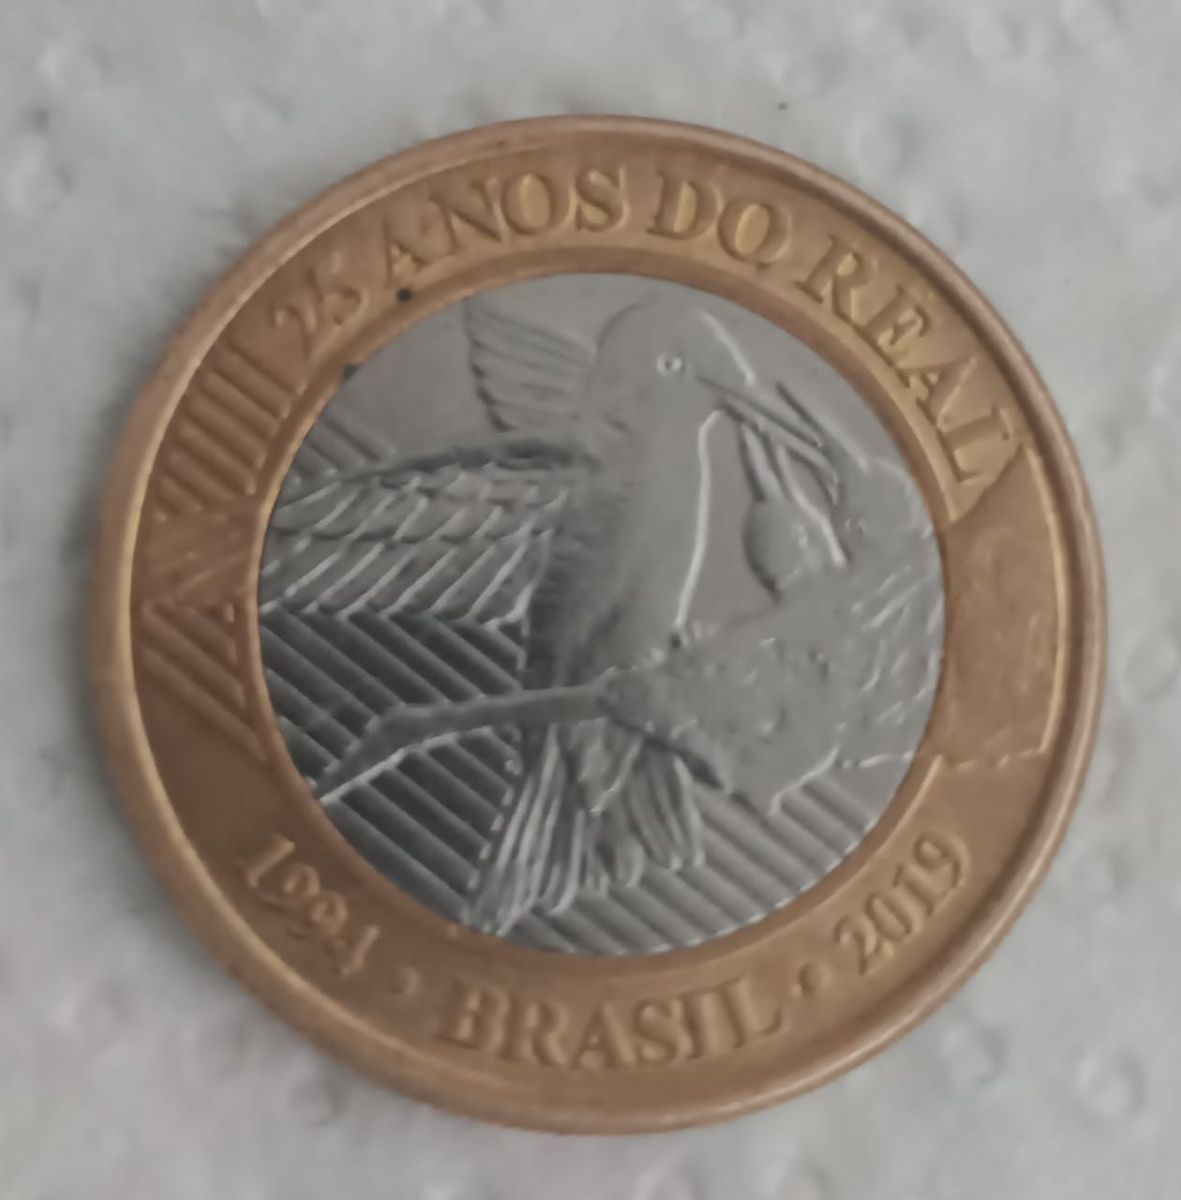 25 ANOS DO REAL
1994 • BRASIL • 2019